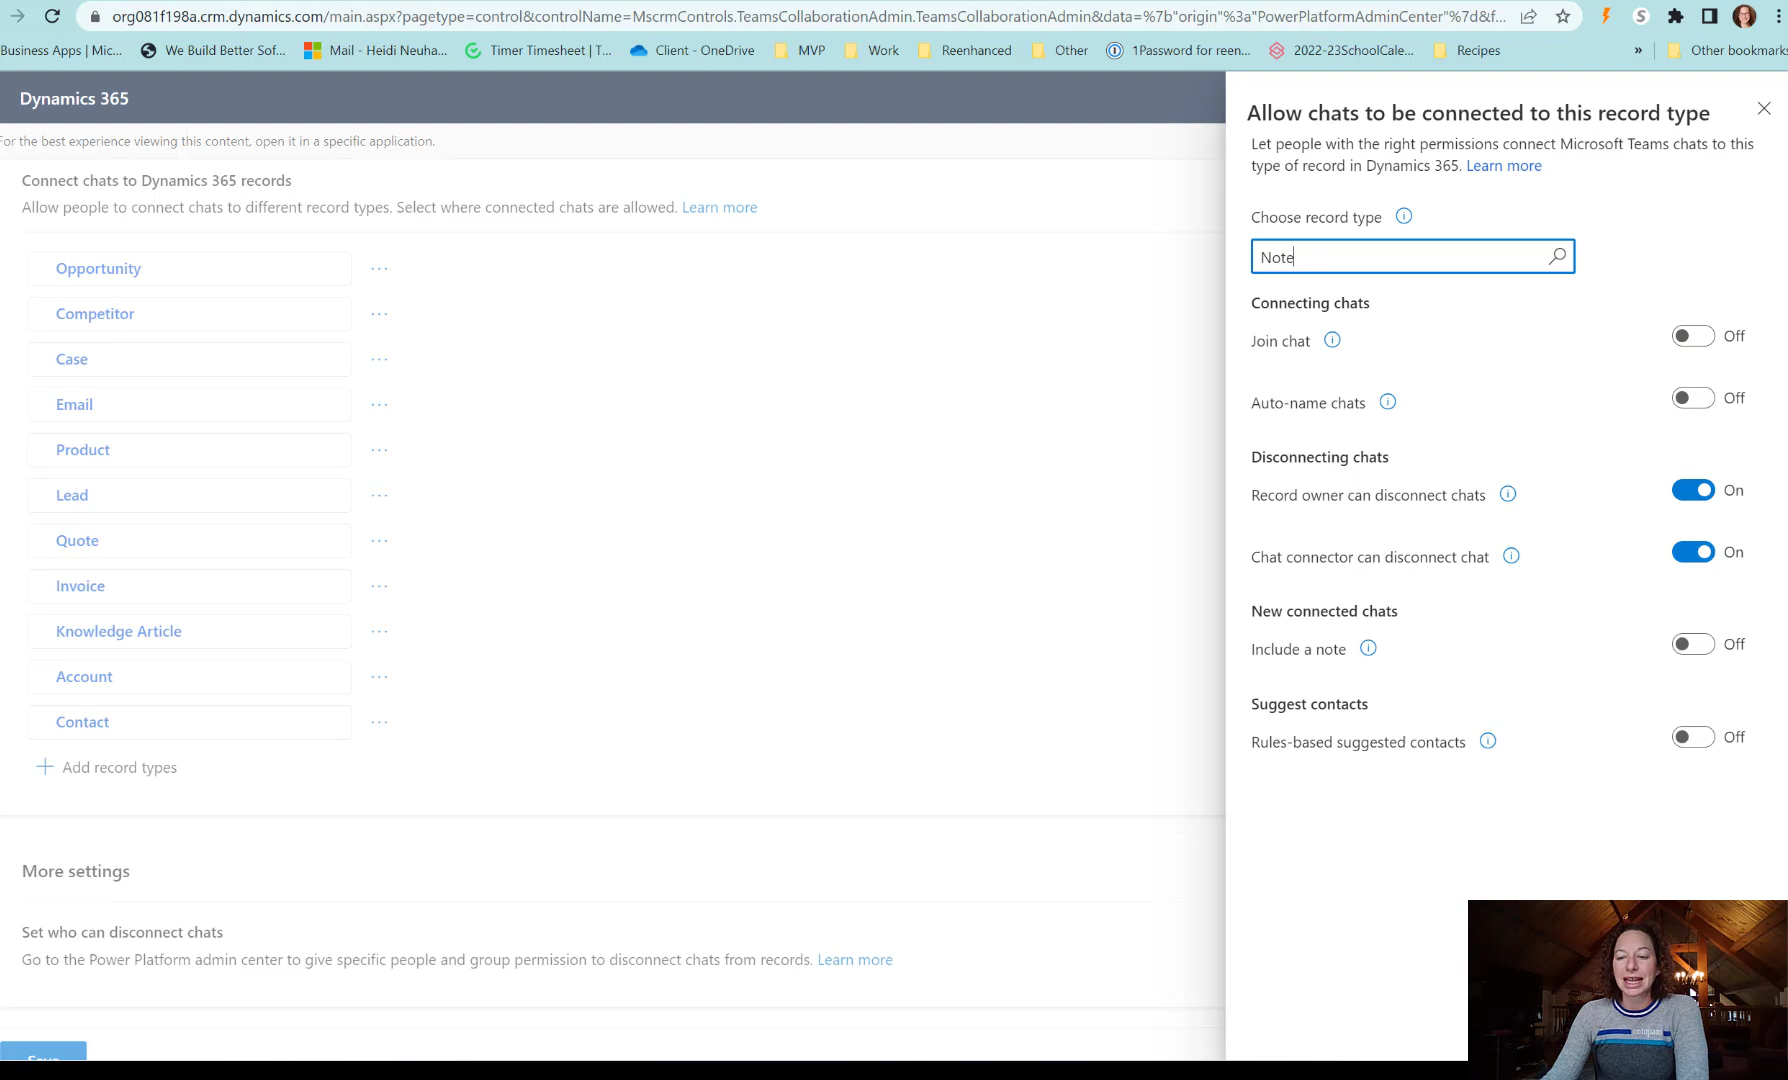 org081f198a.crm.dynamics.com/main.aspx?pagetype=control&controlName=MscrmControls.TeamsCollaborationAdmin.TeamsCollaborationAdmin&data=%7b"origin"%3a"PowerPlatformAdminCenter"%7d&f...
Business Apps | Mic...
We Build Better Sof...
Mail - Heidi Neuha...
Timer Timesheet | T...
Client - OneDrive
MVP
Work
Reenhanced
Other
1Password for reen...
2022-23SchoolCale...
Recipes
»
Other bookmarks
Dynamics 365
For the best experience viewing this content, open it in a specific application.
Connect chats to Dynamics 365 records
Allow people to connect chats to different record types. Select where connected chats are allowed. Learn more
Opportunity
Competitor
Case
Email
Product
Lead
Quote
Invoice
Knowledge Article
Account
Contact
Add record types
More settings
Set who can disconnect chats
Go to the Power Platform admin center to give specific people and group permission to disconnect chats from records. Learn more
Save
Allow chats to be connected to this record type
Let people with the right permissions connect Microsoft Teams chats to this
type of record in Dynamics 365. Learn more
Choose record type
Note
Connecting chats
Join chat
Off
Auto-name chats
Off
Disconnecting chats
Record owner can disconnect chats
On
Chat connector can disconnect chat
On
New connected chats
Include a note
Off
Suggest contacts
Rules-based suggested contacts
Off